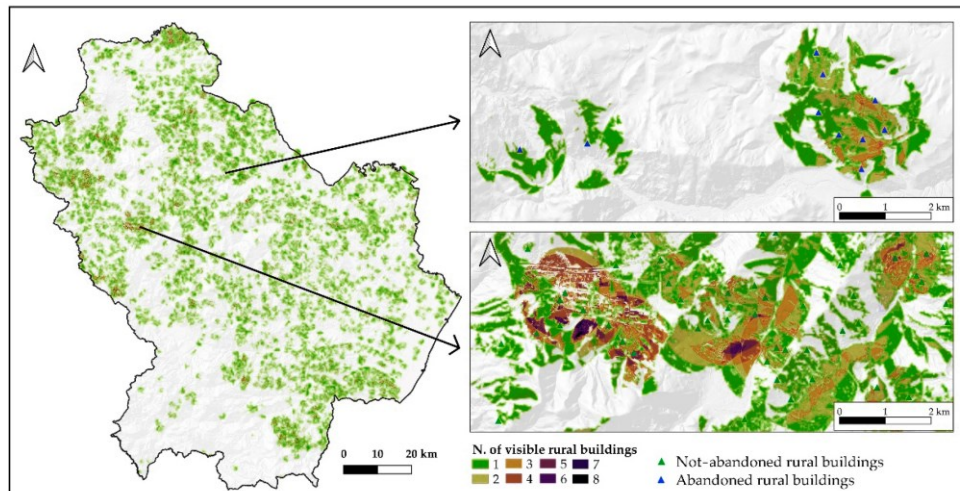 0 1 2 km
0 10 20 km
0 1 2 km
N. of visible rural buildings
1 3 5 7
2 4 6 8
Not-abandoned rural buildings
Abandoned rural buildings